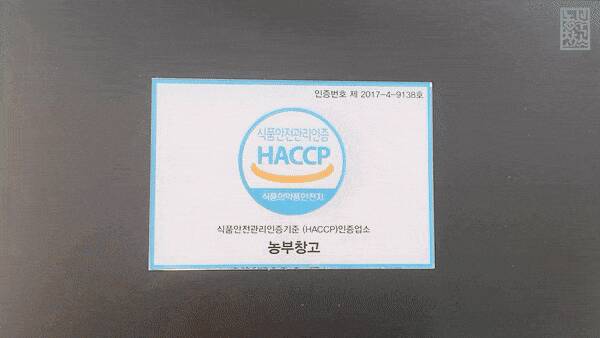 인증번호 제 2017-4-9138호
식품안전관리인증
HACCP
식품의약품안전처
식품안전관리인증기준 (HACCP)인증업소
농부창고